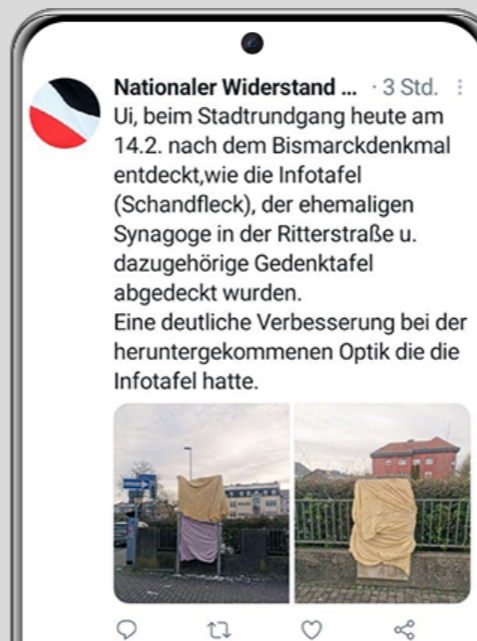 Nationaler Widerstand ... · 3 Std.
Ui, beim Stadtrundgang heute am
14.2. nach dem Bismarckdenkmal
entdeckt,wie die Infotafel
(Schandfleck), der ehemaligen
Synagoge in der Ritterstraße u.
dazugehörige Gedenktafel
abgedeckt wurden.
Eine deutliche Verbesserung bei der
heruntergekommenen Optik die die
Infotafel hatte.